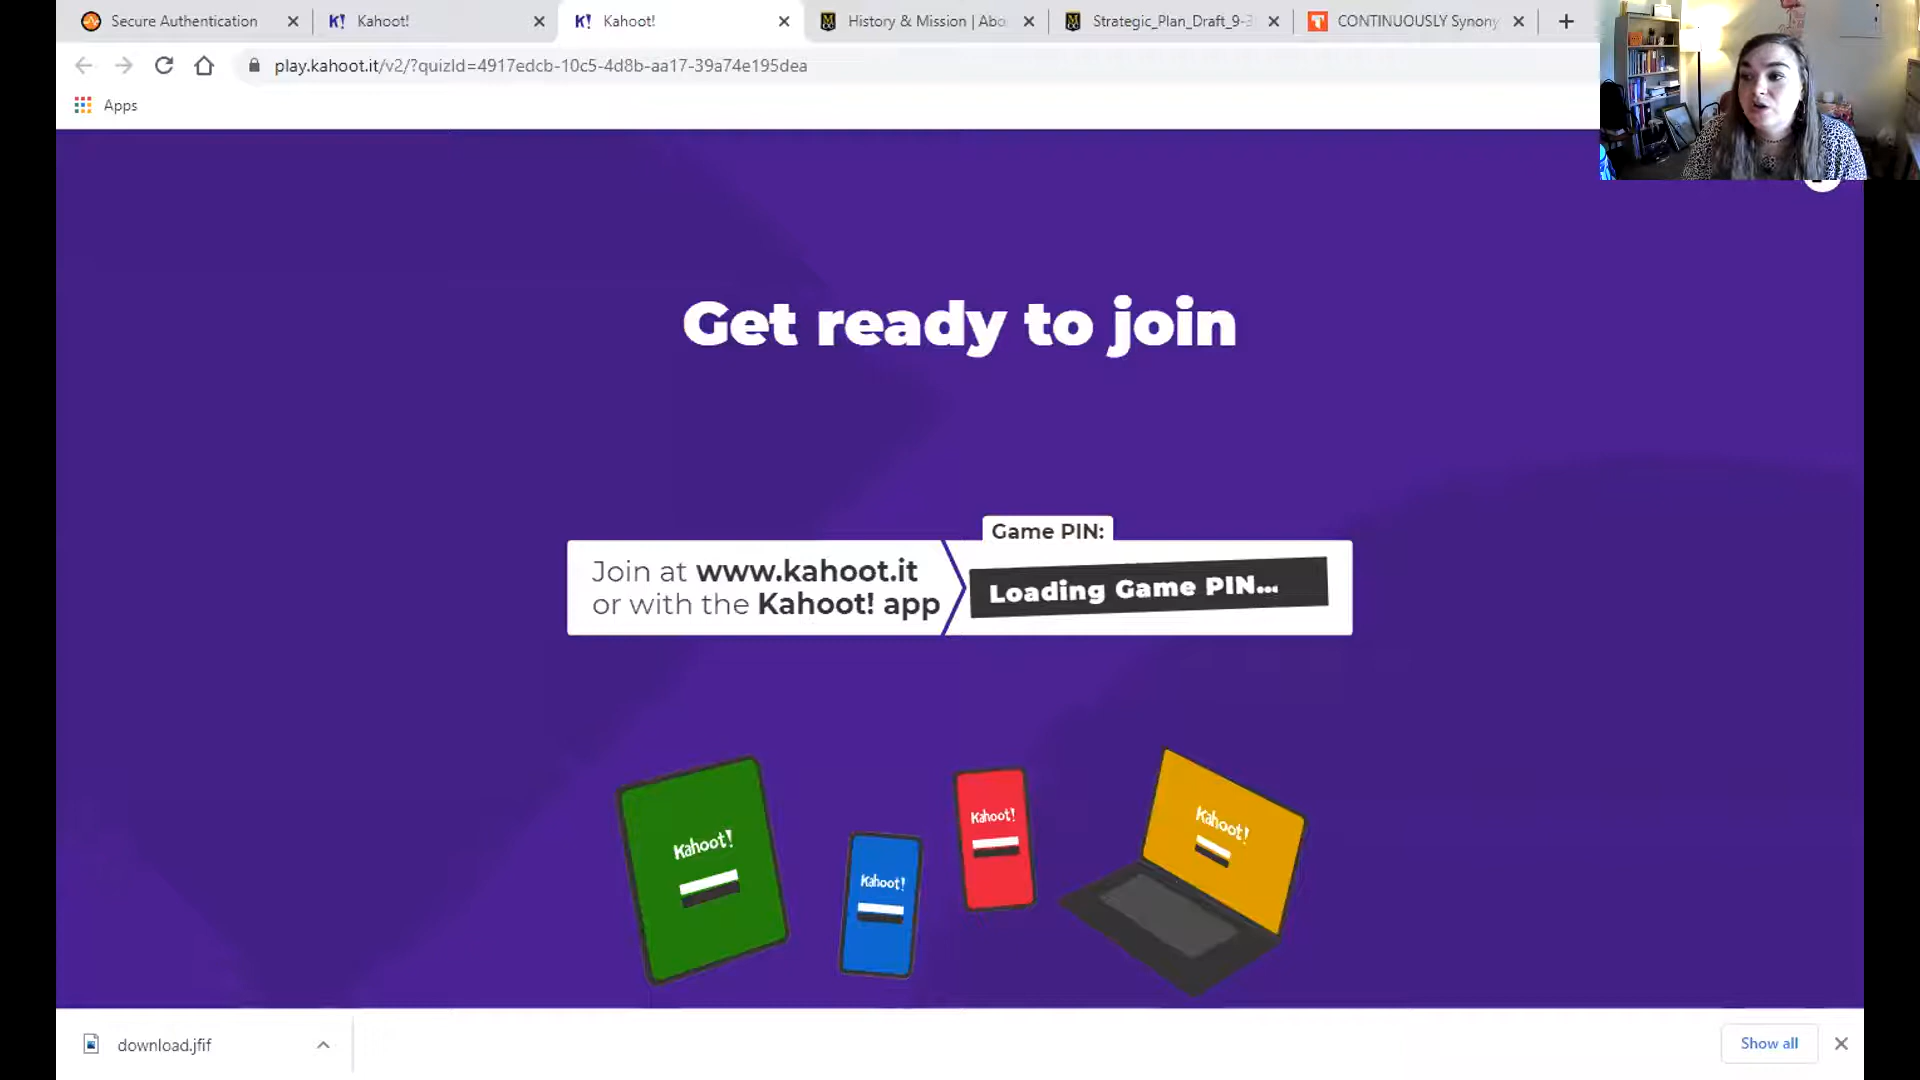 Secure Authentication
Kahoot!
Kahoot!
History & Mission | Abo
Strategic_Plan_Draft_9-3
CONTINUOUSLY Synony
play.kahoot.it/v2/?quizId=4917edcb-10c5-4d8b-aa17-39a74e195dea
Apps
Get ready to join
Game PIN:
Join at www.kahoot.it
or with the Kahoot! app
Loading Game PIN...
Kahoot!
Kahoot!
Kahoot!
Kahoot!
download.jfif
Show all